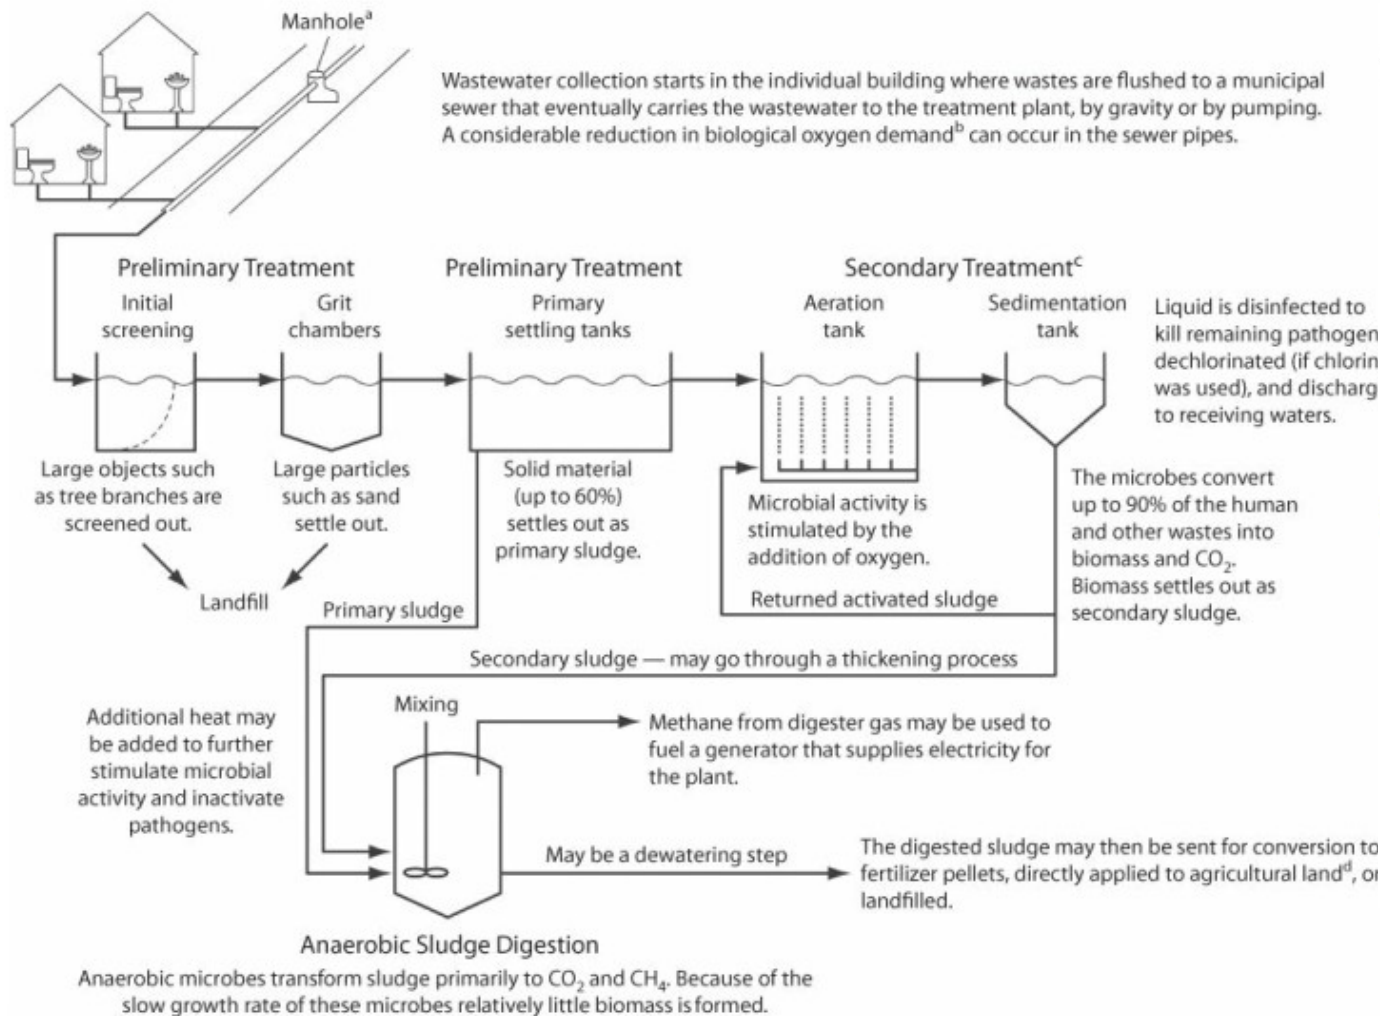 Manholeᵃ
Wastewater collection starts in the individual building where wastes are flushed to a municipal
sewer that eventually carries the wastewater to the treatment plant, by gravity or by pumping.
A considerable reduction in biological oxygen demandᵇ can occur in the sewer pipes.
Preliminary Treatment
Initial
screening
Grit
chambers
Large objects such
as tree branches are
screened out.
Large particles
such as sand
settle out.
Landfill
Preliminary Treatment
Primary
settling tanks
Solid material
(up to 60%)
settles out as
primary sludge.
Primary sludge
Secondary Treatmentᶜ
Aeration
tank
Sedimentation
tank
Microbial activity is
stimulated by the
addition of oxygen.
Returned activated sludge
Liquid is disinfected to
kill remaining pathogen
dechlorinated (if chlorin
was used), and discharg
to receiving waters.
The microbes convert
up to 90% of the human
and other wastes into
biomass and CO₂.
Biomass settles out as
secondary sludge.
Secondary sludge — may go through a thickening process
Additional heat may
be added to further
stimulate microbial
activity and inactivate
pathogens.
Mixing
Methane from digester gas may be used to
fuel a generator that supplies electricity for
the plant.
May be a dewatering step
The digested sludge may then be sent for conversion to
fertilizer pellets, directly applied to agricultural landᵈ, or
landfilled.
Anaerobic Sludge Digestion
Anaerobic microbes transform sludge primarily to CO₂ and CH₄. Because of the
slow growth rate of these microbes relatively little biomass is formed.